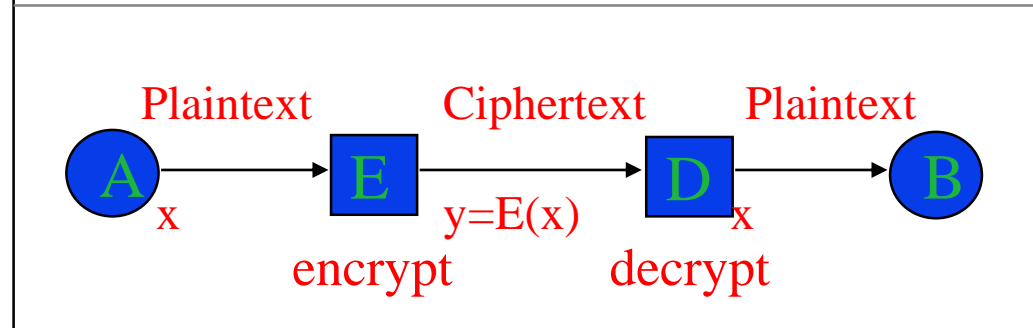 Plaintext Ciphertext Plaintext
A E D B
x y=E(x) x
encrypt decrypt